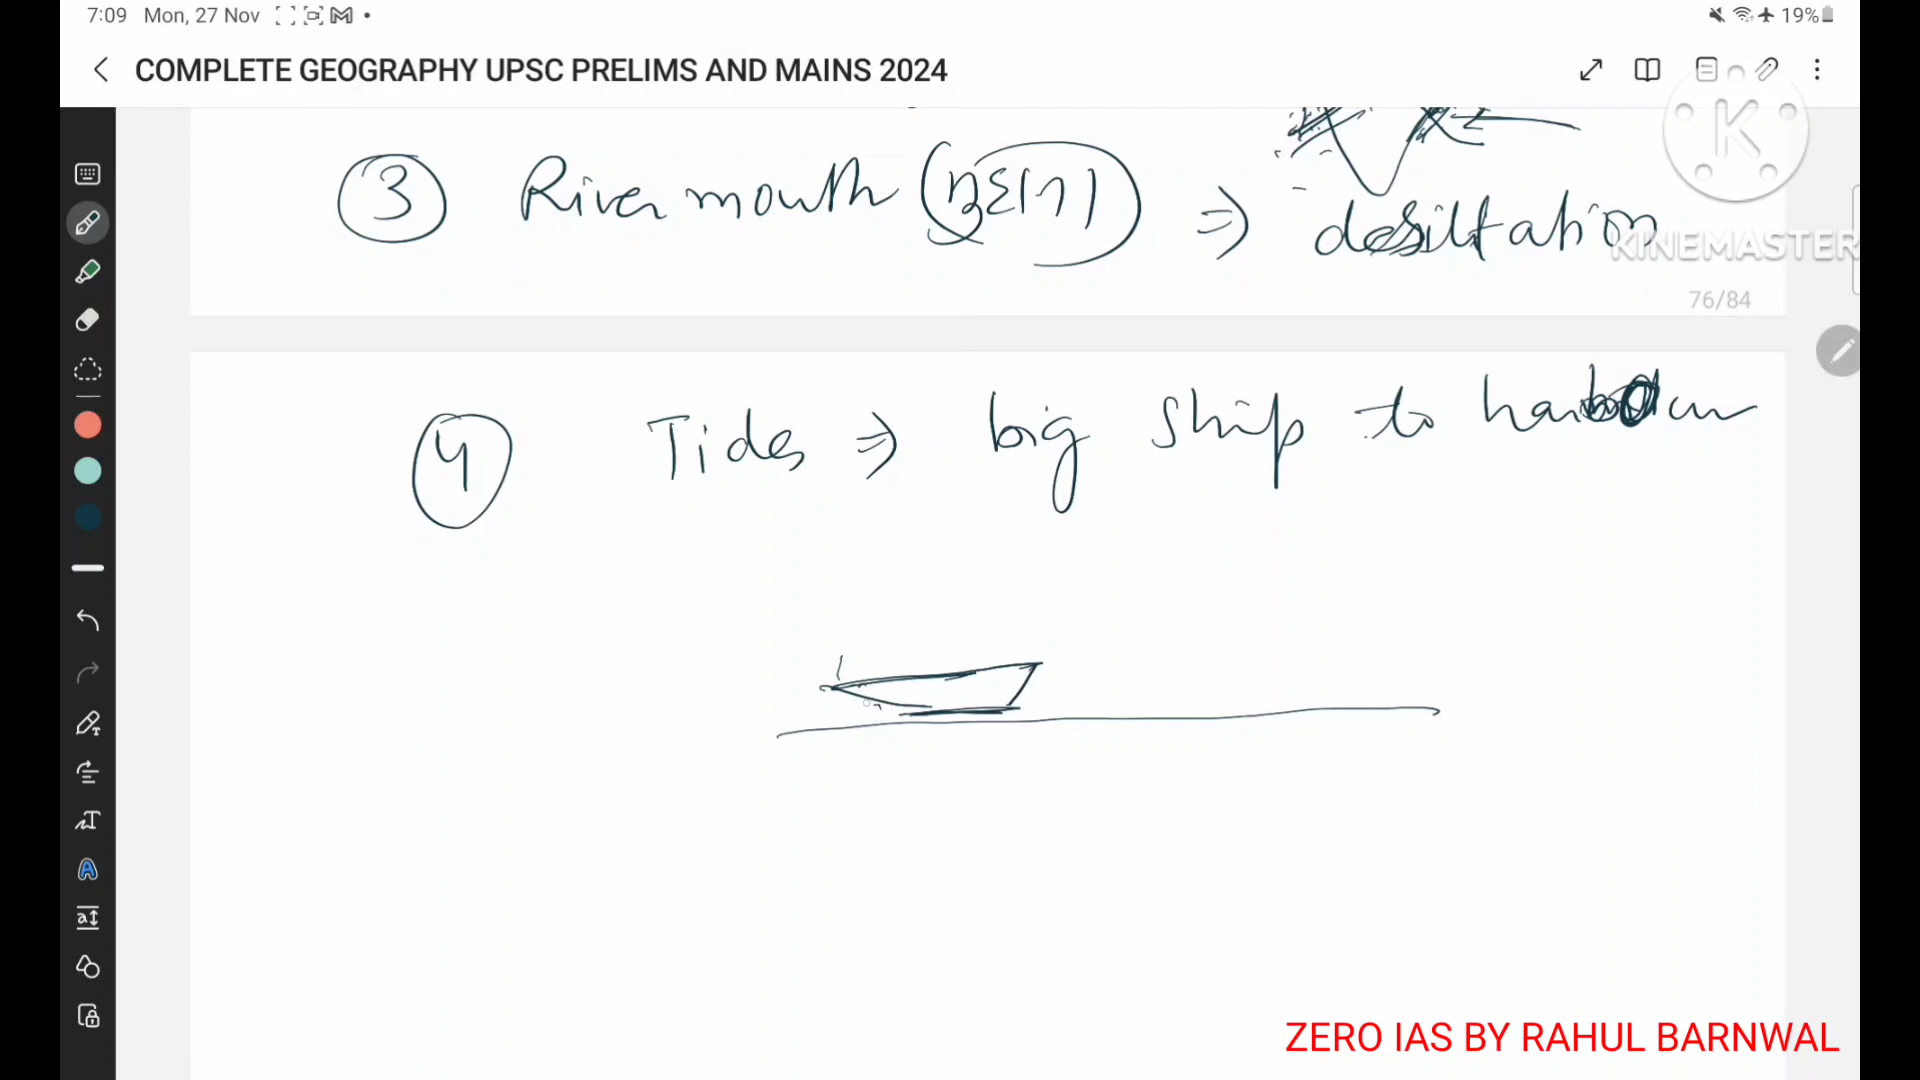 7:09 Mon, 27 Nov
19%
COMPLETE GEOGRAPHY UPSC PRELIMS AND MAINS 2024
K
KINEMASTER
3 River mouth (मुहाना) ⇒ desiltation
76/84
4 Tides ⇒ big ship to harbour
ZERO IAS BY RAHUL BARNWAL